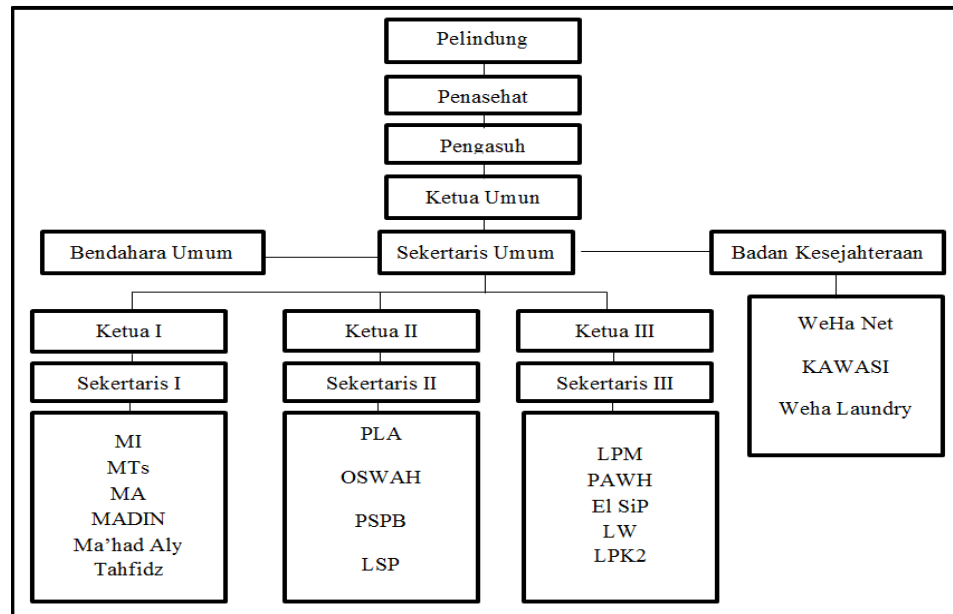 Pelindung
Penasehat
Pengasuh
Ketua Umun
Bendahara Umum
Sekertaris Umum
Badan Kesejahteraan
Ketua I
Ketua II
Ketua III
Sekertaris I
Sekertaris II
Sekertaris III
MI
MTs
MA
MADIN
Ma'had Aly
Tahfidz
PLA
OSWAH
PSPB
LSP
LPM
PAWH
El SiP
LW
LPK2
WeHa Net
KAWASI
Weha Laundry